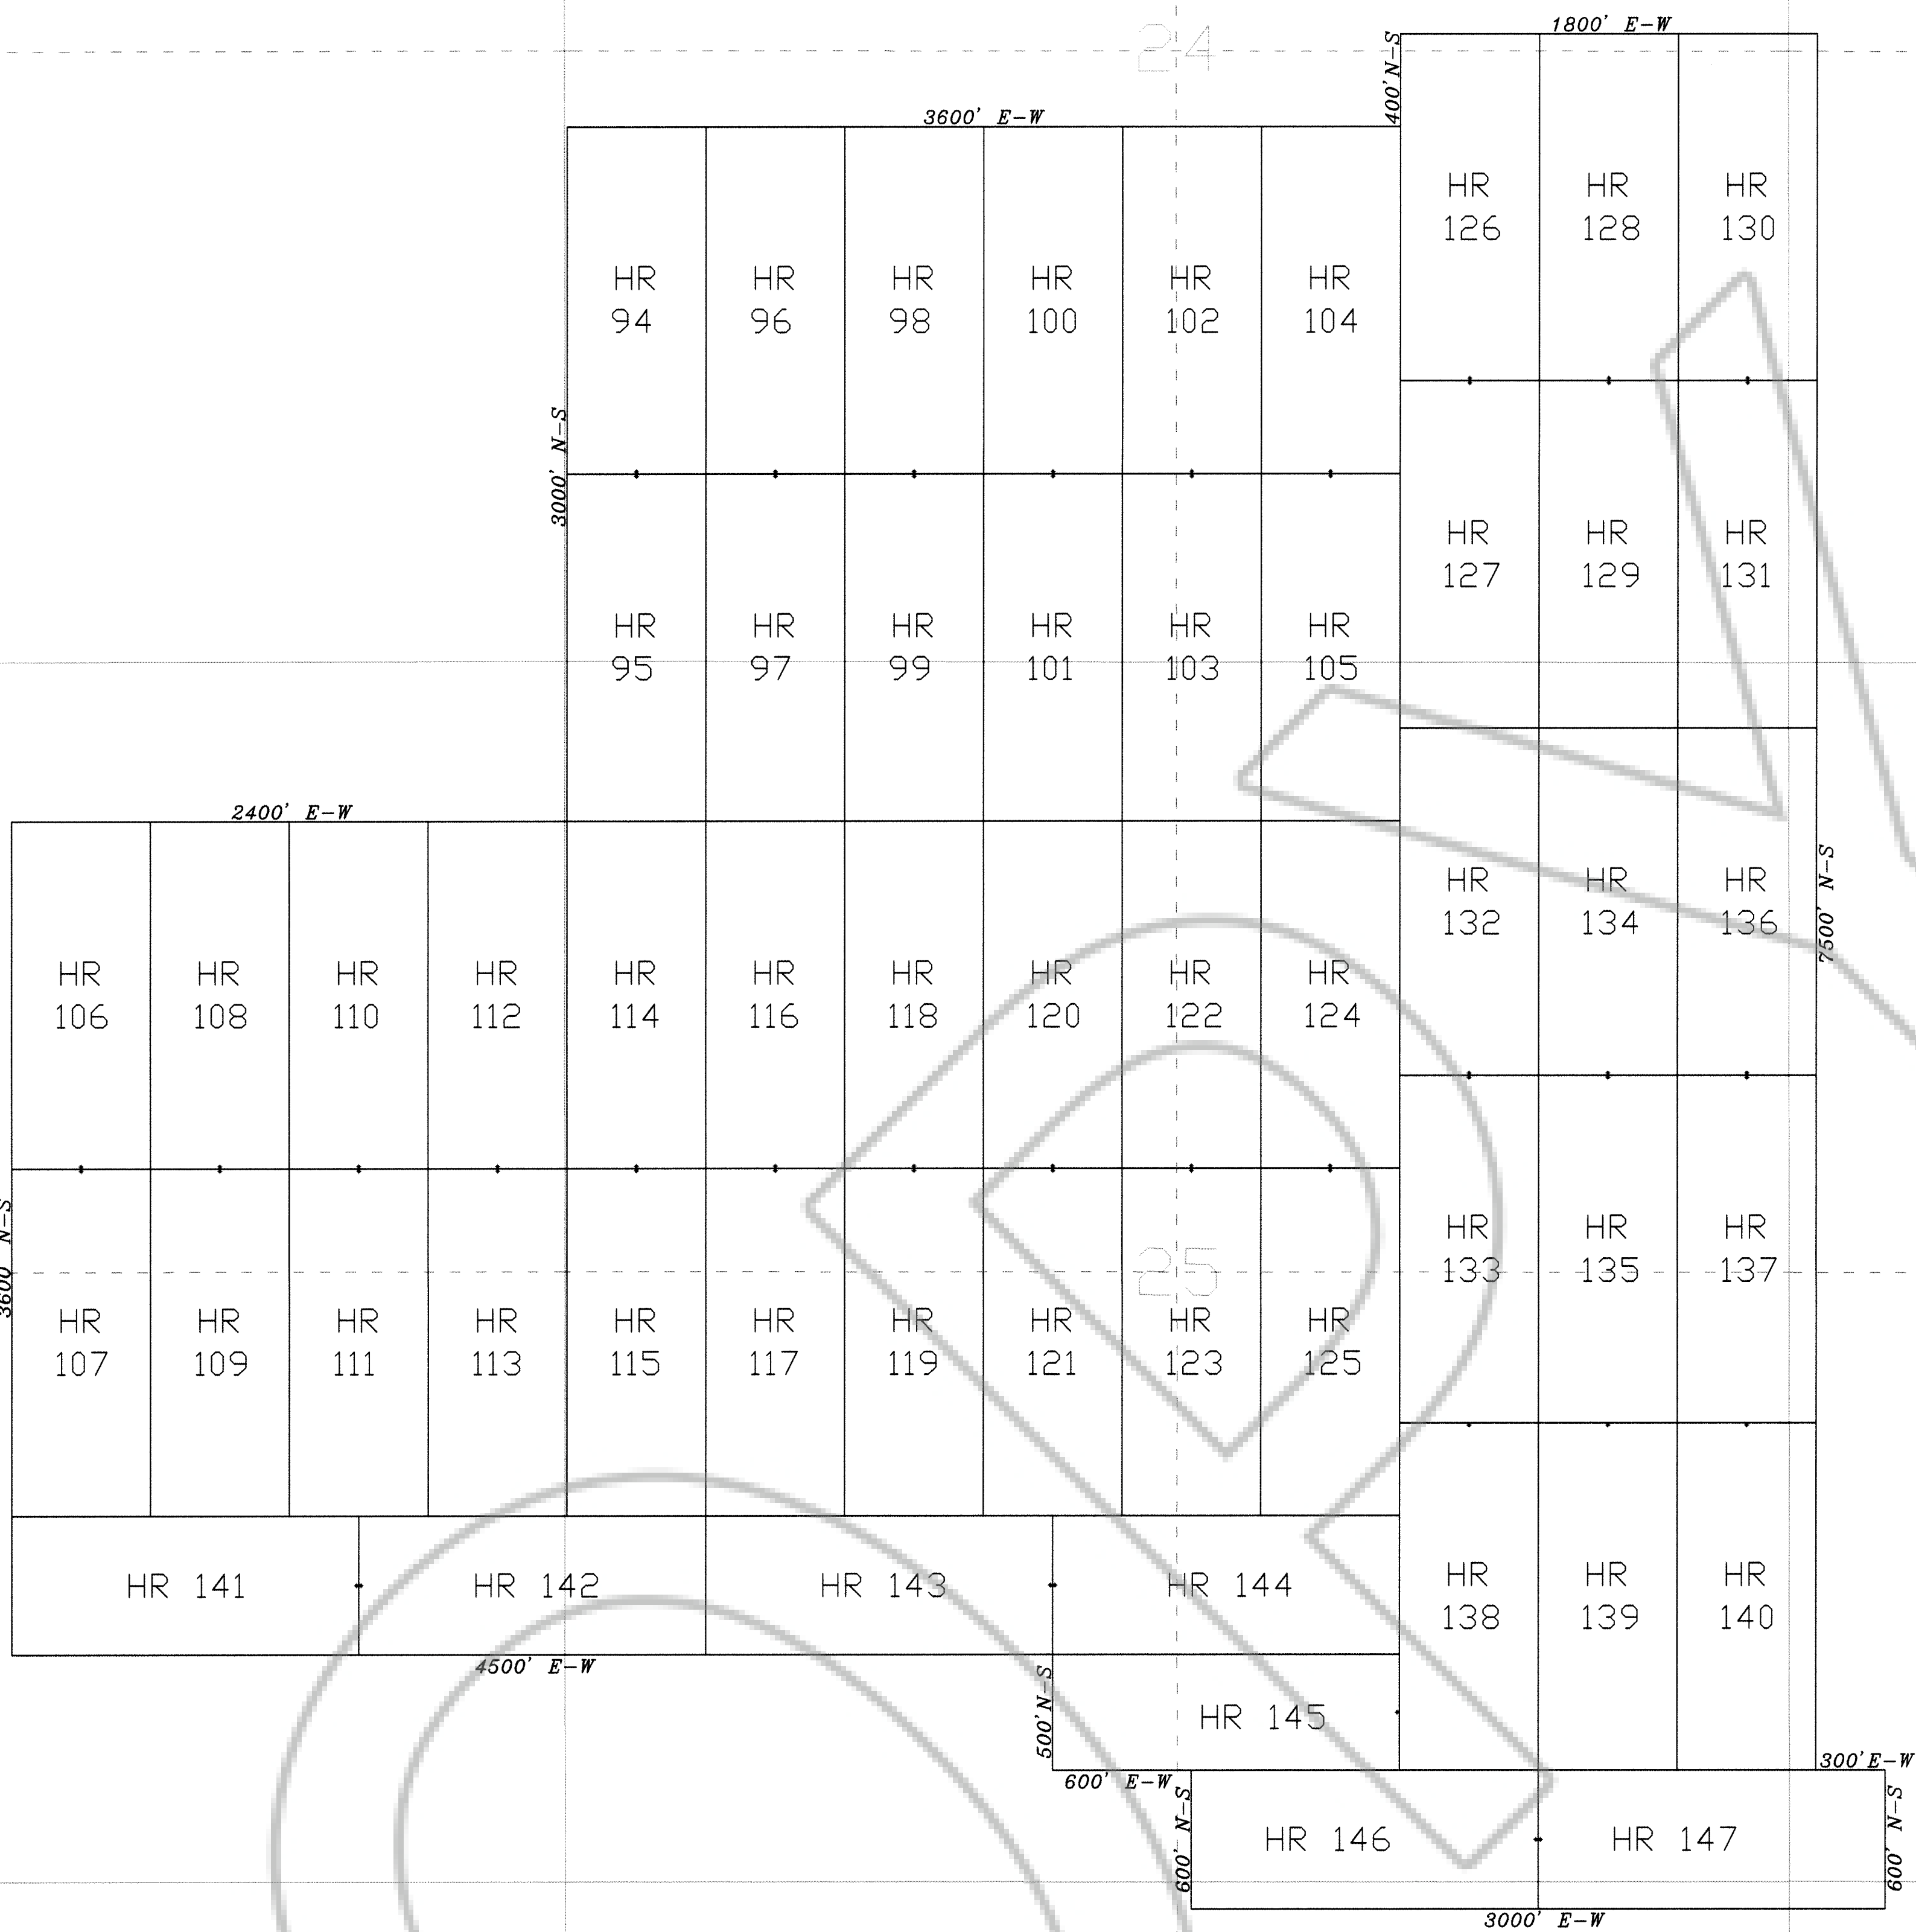 1800' E-W
24
400' N-S
3600' E-W
HR 126
HR 128
HR 130
HR 94
HR 96
HR 98
HR 100
HR 102
HR 104
3000' N-S
HR 127
HR 129
HR 131
HR 95
HR 97
HR 99
HR 101
HR 103
HR 105
2400' E-W
HR 132
HR 134
HR 136
7500' N-S
HR 106
HR 108
HR 110
HR 112
HR 114
HR 116
HR 118
HR 120
HR 122
HR 124
3600' N-S
25
HR 133
HR 135
HR 137
HR 107
HR 109
HR 111
HR 113
HR 115
HR 117
HR 119
HR 121
HR 123
HR 125
HR 141
HR 142
HR 143
HR 144
HR 138
HR 139
HR 140
4500' E-W
500' N-S
HR 145
600' E-W
300' E-W
600' N-S
HR 146
HR 147
600' N-S
3000' E-W